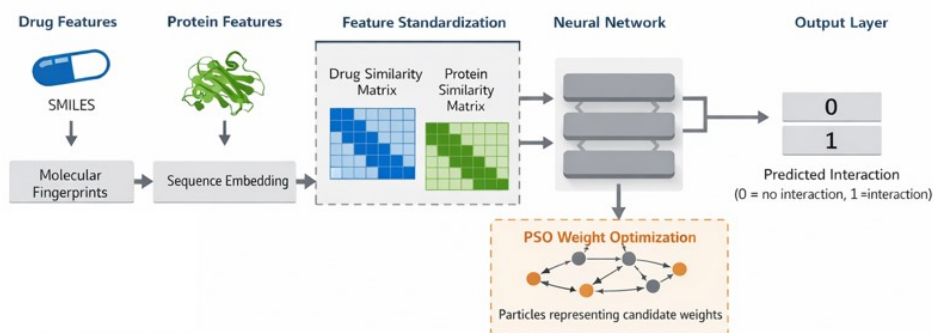 Drug Features
Protein Features
Feature Standardization
Neural Network
Output Layer
SMILES
Molecular
Fingerprints
Sequence Embedding
Drug Similarity
Matrix
Protein
Similarity
Matrix
0
1
Predicted Interaction
(0 = no interaction, 1 =interaction)
PSO Weight Optimization
Particles representing candidate weights